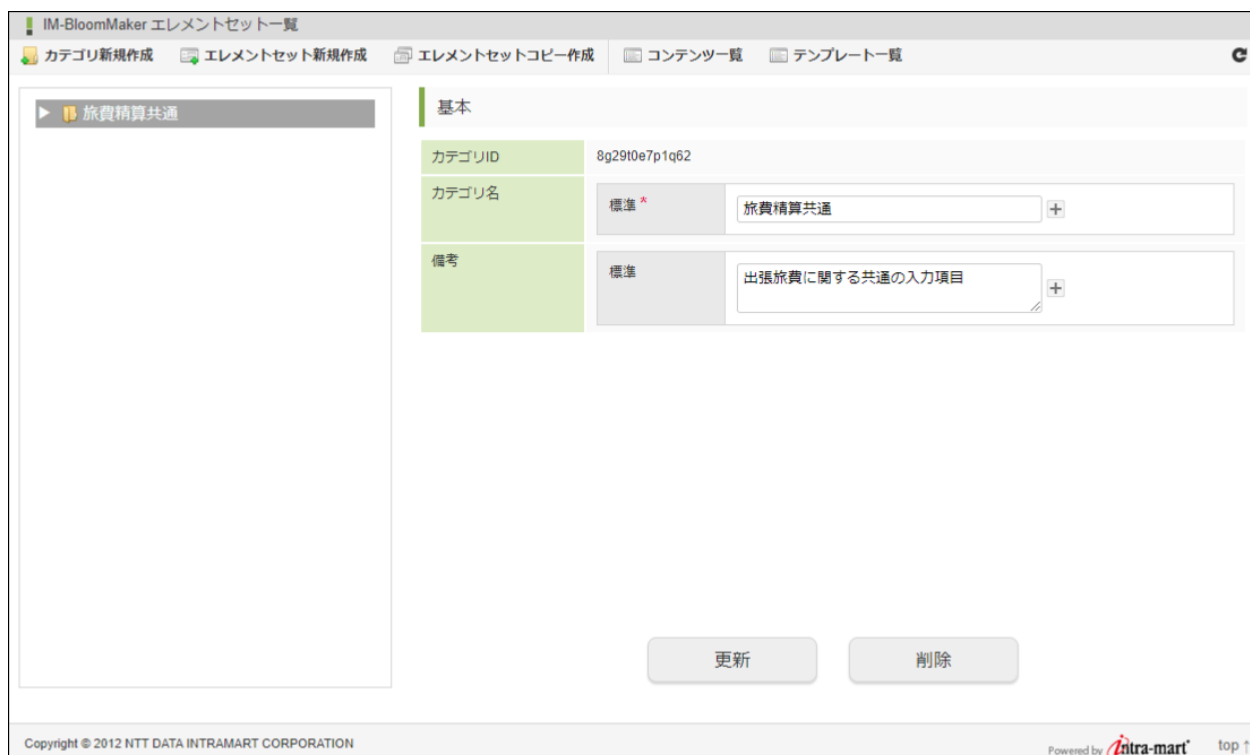 IM-BloomMaker エレメントセット一覧
カテゴリ新規作成 エレメントセット新規作成 エレメントセットコピー作成 コンテンツ一覧 テンプレート一覧
旅費精算共通
基本
カテゴリID 8g29t0e7p1q62
カテゴリ名 標準* 旅費精算共通
備考 標準 出張旅費に関する共通の入力項目
更新 削除
Copyright © 2012 NTT DATA INTRAMART CORPORATION
Powered by intra-mart top ↑